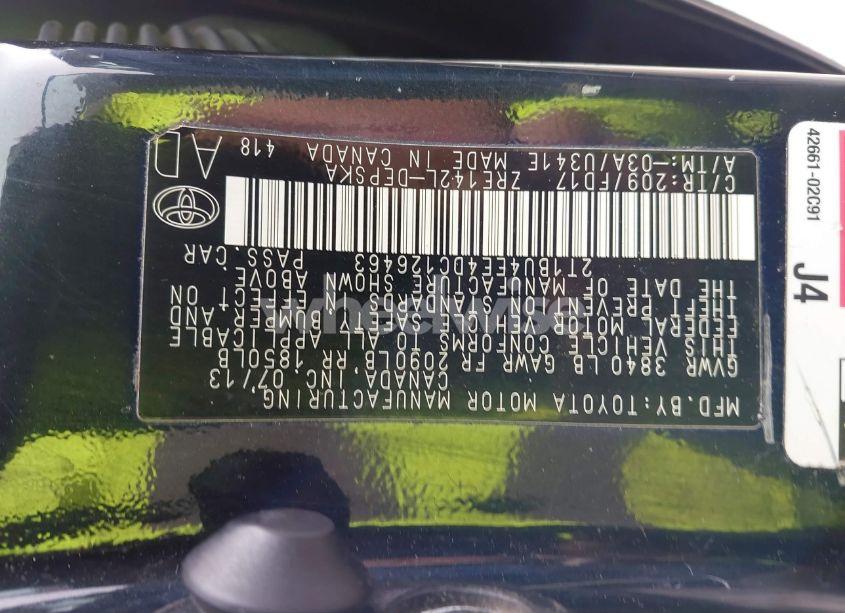 MFD.BY:TOYOTA MOTOR MANUFACTURING,
CANADA INC. 07/13
GVWR 3840LB GAWR FR 2090LB, RR 1850LB
THIS VEHICLE CONFORMS TO ALL APPLICABLE
FEDERAL MOTOR VEHICLE SAFETY, BUMPER, AND
THEFT PREVENTION STANDARDS IN EFFECT ON
THE DATE OF MANUFACTURE SHOWN ABOVE.
2T1BU4EE4DC126463 PASS.CAR
C/TR:209/FD17 ZRE142L-DEPSKA
A/TM:-03A/U341E MADE IN CANADA 418
AD
42661-02C91
J4
wheelwise